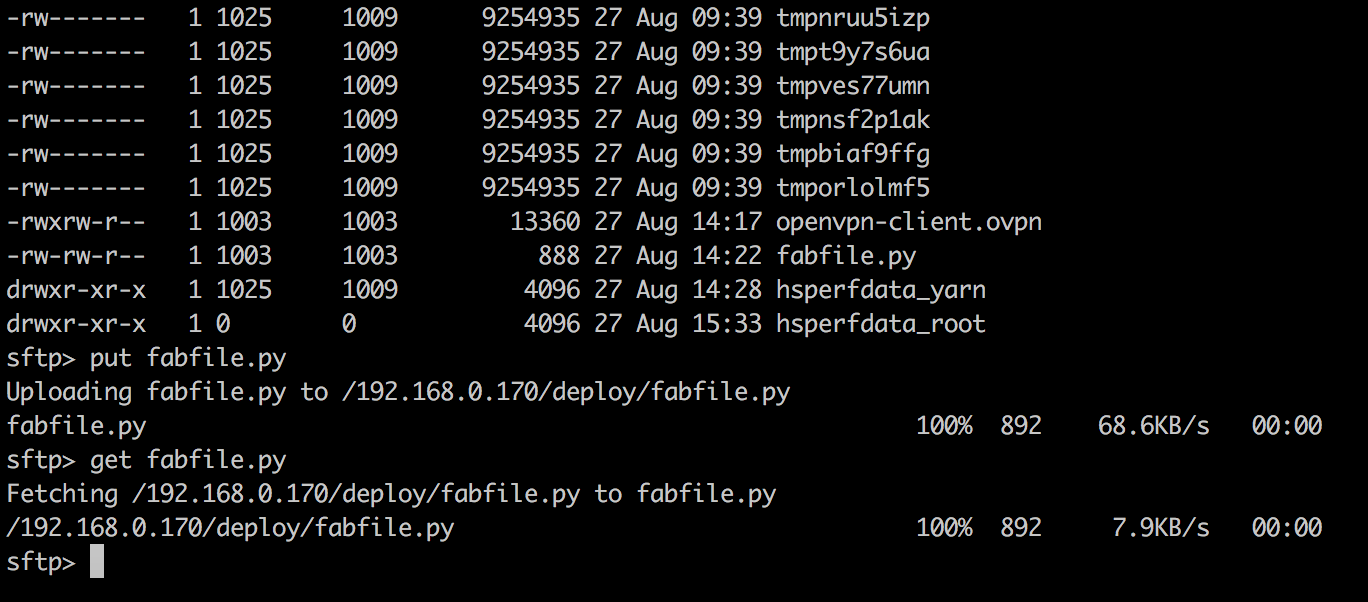 -rw------- 1 1025 1009 9254935 27 Aug 09:39 tmpnruu5izp
-rw------- 1 1025 1009 9254935 27 Aug 09:39 tmpt9y7s6ua
-rw------- 1 1025 1009 9254935 27 Aug 09:39 tmpves77umn
-rw------- 1 1025 1009 9254935 27 Aug 09:39 tmpnsf2p1ak
-rw------- 1 1025 1009 9254935 27 Aug 09:39 tmpbiaf9ffg
-rw------- 1 1025 1009 9254935 27 Aug 09:39 tmporlolmf5
-rwxrw-r-- 1 1003 1003 13360 27 Aug 14:17 openvpn-client.ovpn
-rw-rw-r-- 1 1003 1003 888 27 Aug 14:22 fabfile.py
drwxr-xr-x 1 1025 1009 4096 27 Aug 14:28 hsperfdata_yarn
drwxr-xr-x 1 0 0 4096 27 Aug 15:33 hsperfdata_root
sftp> put fabfile.py
Uploading fabfile.py to /192.168.0.170/deploy/fabfile.py
fabfile.py 100% 892 68.6KB/s 00:00
sftp> get fabfile.py
Fetching /192.168.0.170/deploy/fabfile.py to fabfile.py
/192.168.0.170/deploy/fabfile.py 100% 892 7.9KB/s 00:00
sftp>